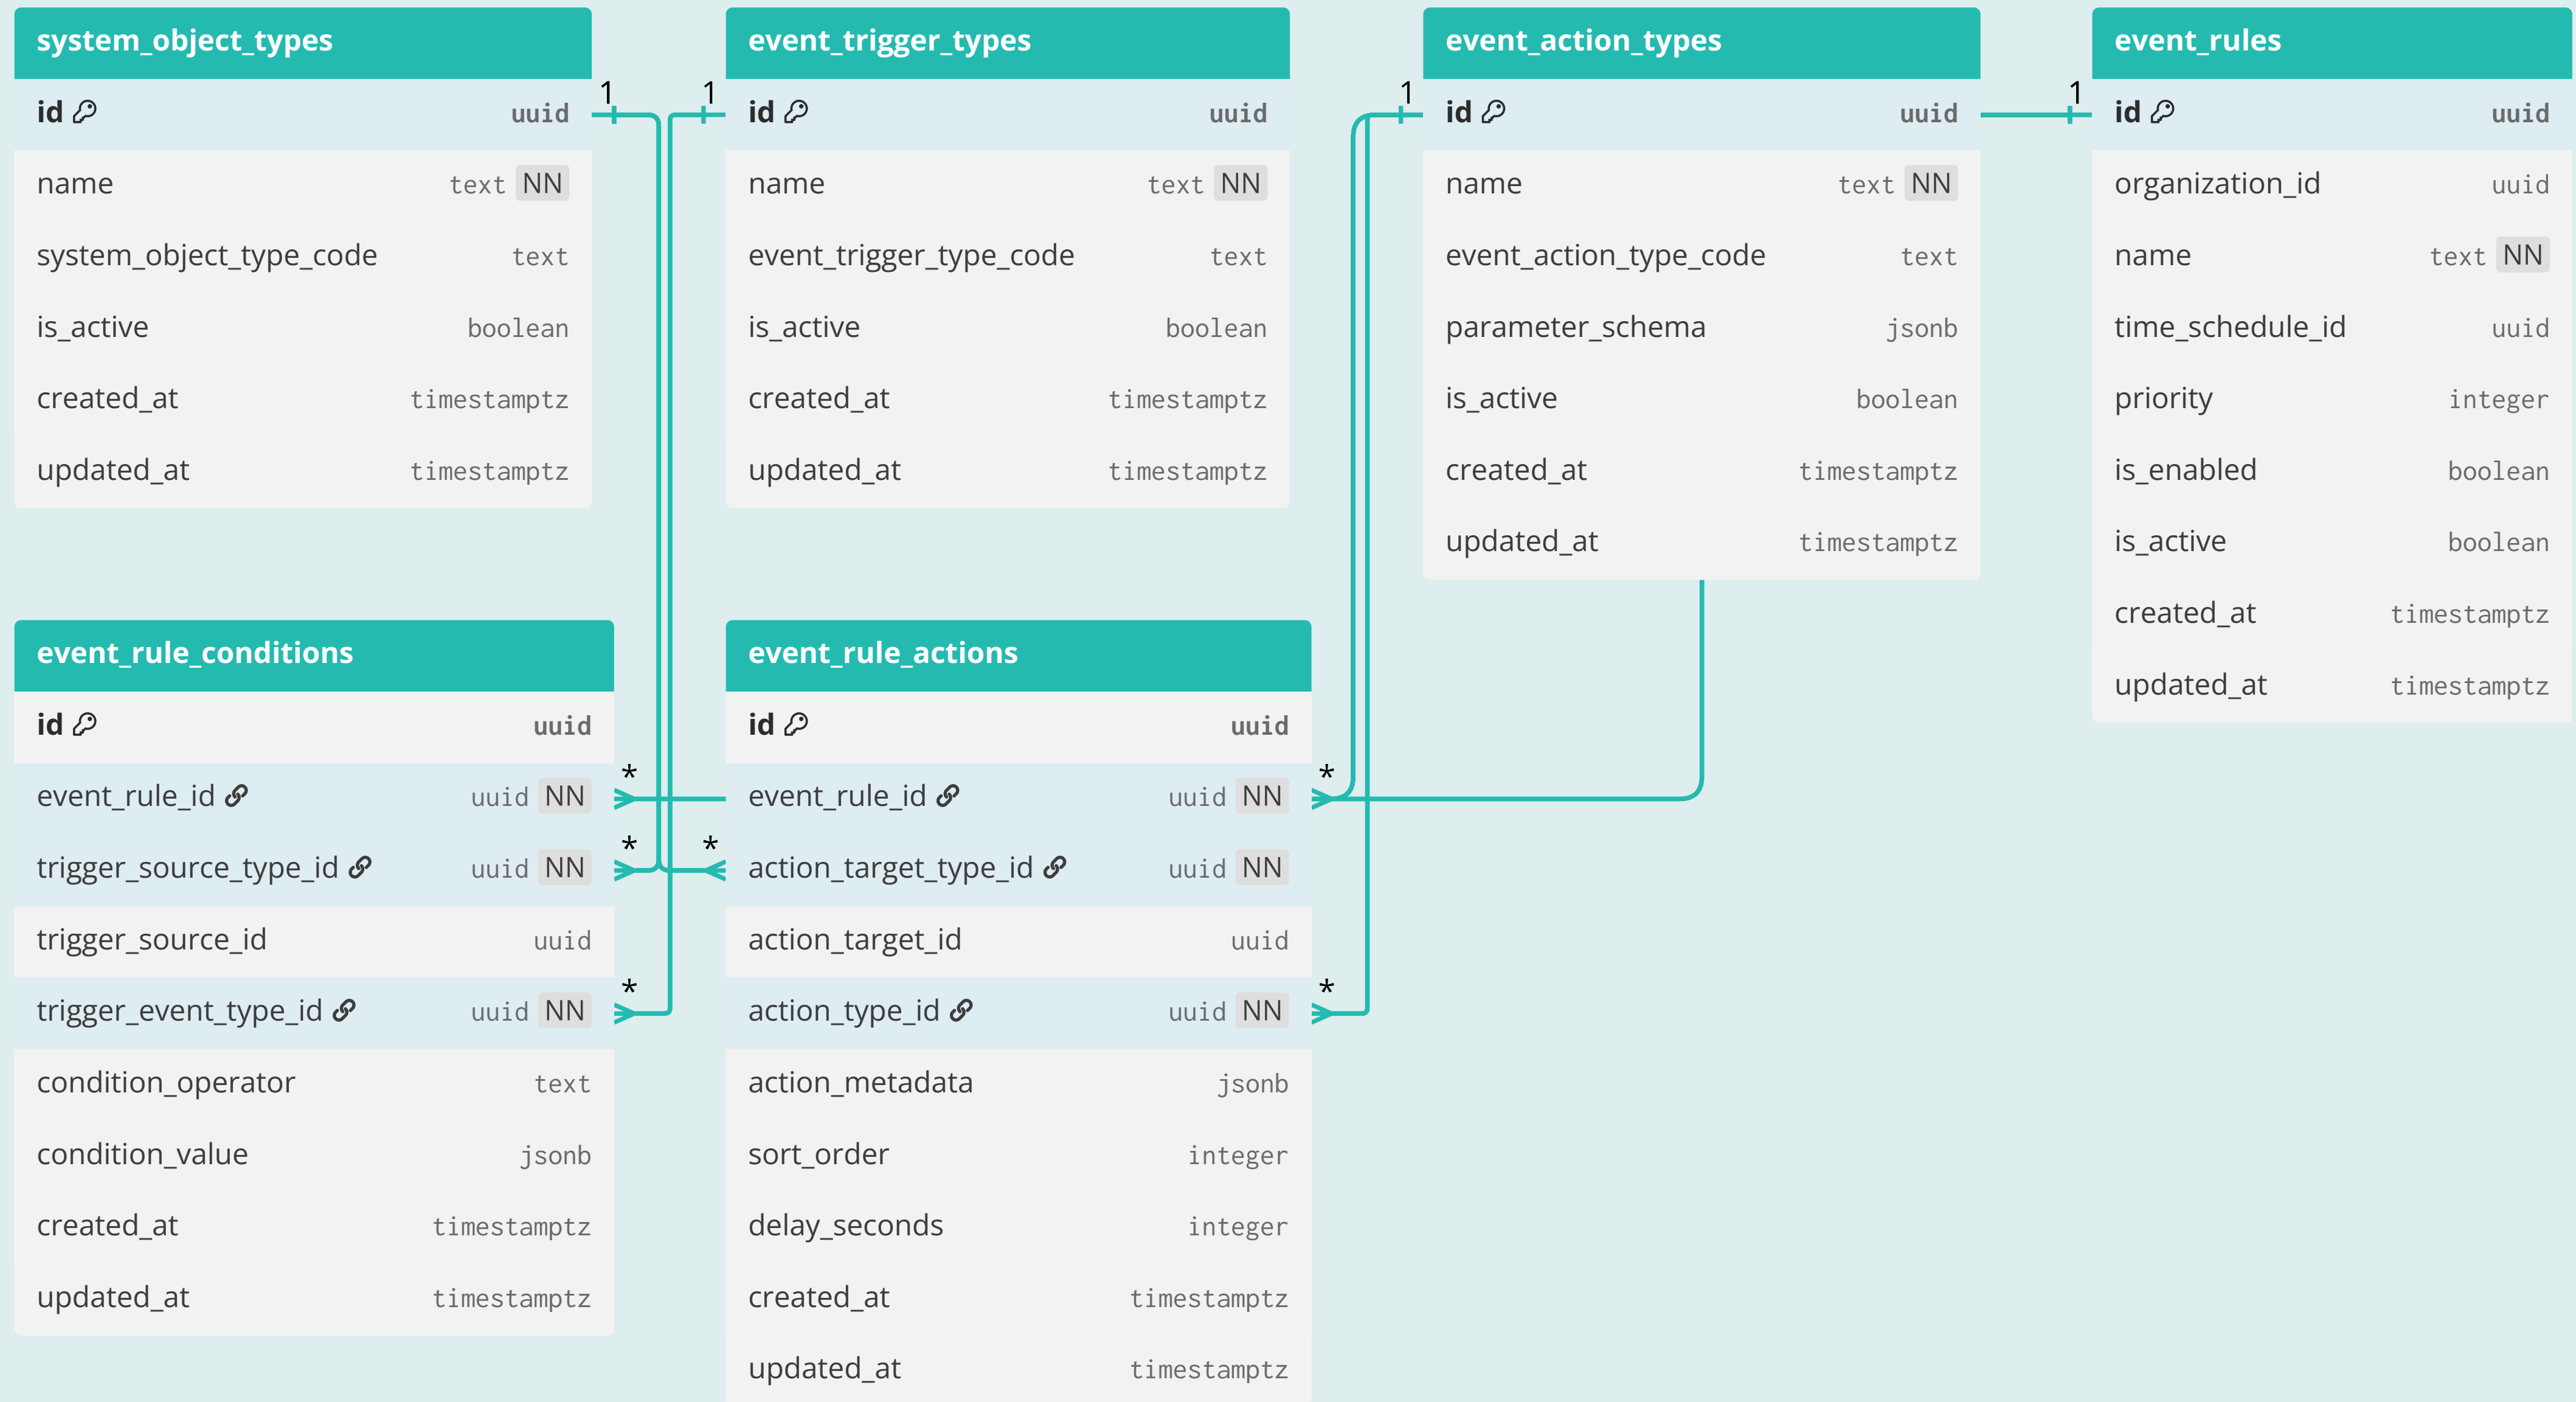 system_object_types
id uuid
name text NN
system_object_type_code text
is_active boolean
created_at timestamptz
updated_at timestamptz
event_trigger_types
id uuid
name text NN
event_trigger_type_code text
is_active boolean
created_at timestamptz
updated_at timestamptz
event_action_types
id uuid
name text NN
event_action_type_code text
parameter_schema jsonb
is_active boolean
created_at timestamptz
updated_at timestamptz
event_rules
id uuid
organization_id uuid
name text NN
time_schedule_id uuid
priority integer
is_enabled boolean
is_active boolean
created_at timestamptz
updated_at timestamptz
1
1
1
1
event_rule_conditions
id uuid
event_rule_id uuid NN
trigger_source_type_id uuid NN
trigger_source_id uuid
trigger_event_type_id uuid NN
condition_operator text
condition_value jsonb
created_at timestamptz
updated_at timestamptz
*
*
*
*
event_rule_actions
id uuid
event_rule_id uuid NN
action_target_type_id uuid NN
action_target_id uuid
action_type_id uuid NN
action_metadata jsonb
sort_order integer
delay_seconds integer
created_at timestamptz
updated_at timestamptz
*
*